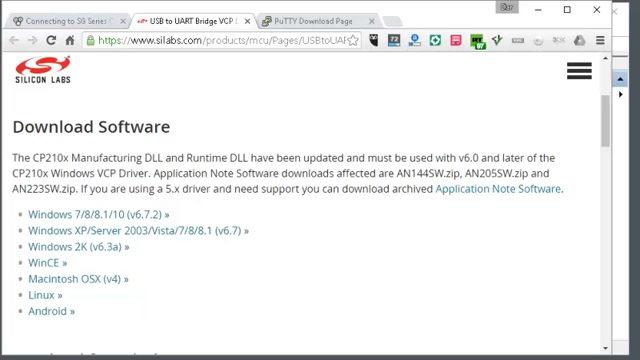 Connecting to SG Series
USB to UART Bridge VCP
PuTTY Download Page
https://www.silabs.com/products/mcu/Pages/USBtoUAR
SILICON LABS
Download Software
The CP210x Manufacturing DLL and Runtime DLL have been updated and must be used with v6.0 and later of the
CP210x Windows VCP Driver. Application Note Software downloads affected are AN144SW.zip, AN205SW.zip and
AN223SW.zip. If you are using a 5.x driver and need support you can download archived Application Note Software.
Windows 7/8/8.1/10 (v6.7.2) »
Windows XP/Server 2003/Vista/7/8/8.1 (v6.7) »
Windows 2K (v6.3a) »
WinCE »
Macintosh OSX (v4) »
Linux »
Android »